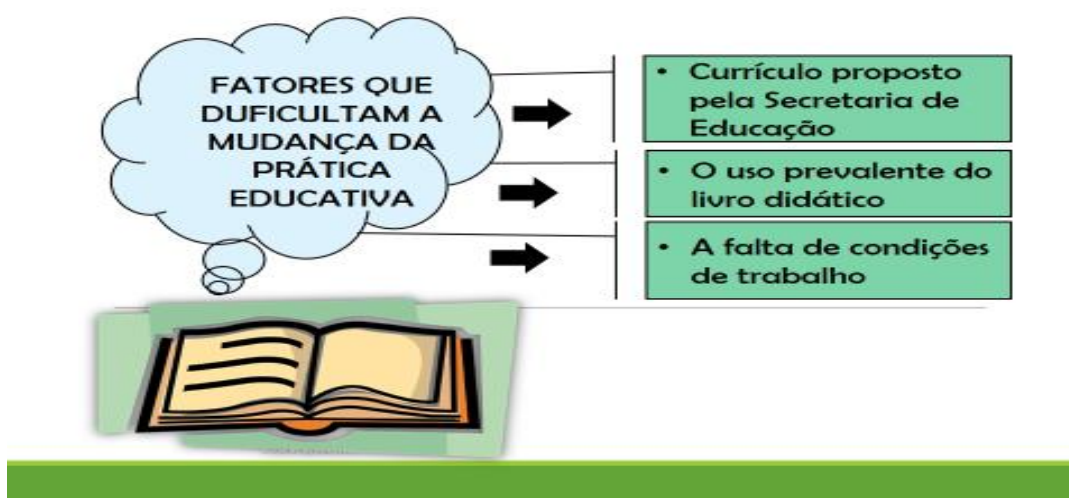 FATORES QUE
DUFICULTAM A
MUDANÇA DA
PRÁTICA
EDUCATIVA
• Currículo proposto
pela Secretaria de
Educação
• O uso prevalente do
livro didático
• A falta de condições
de trabalho